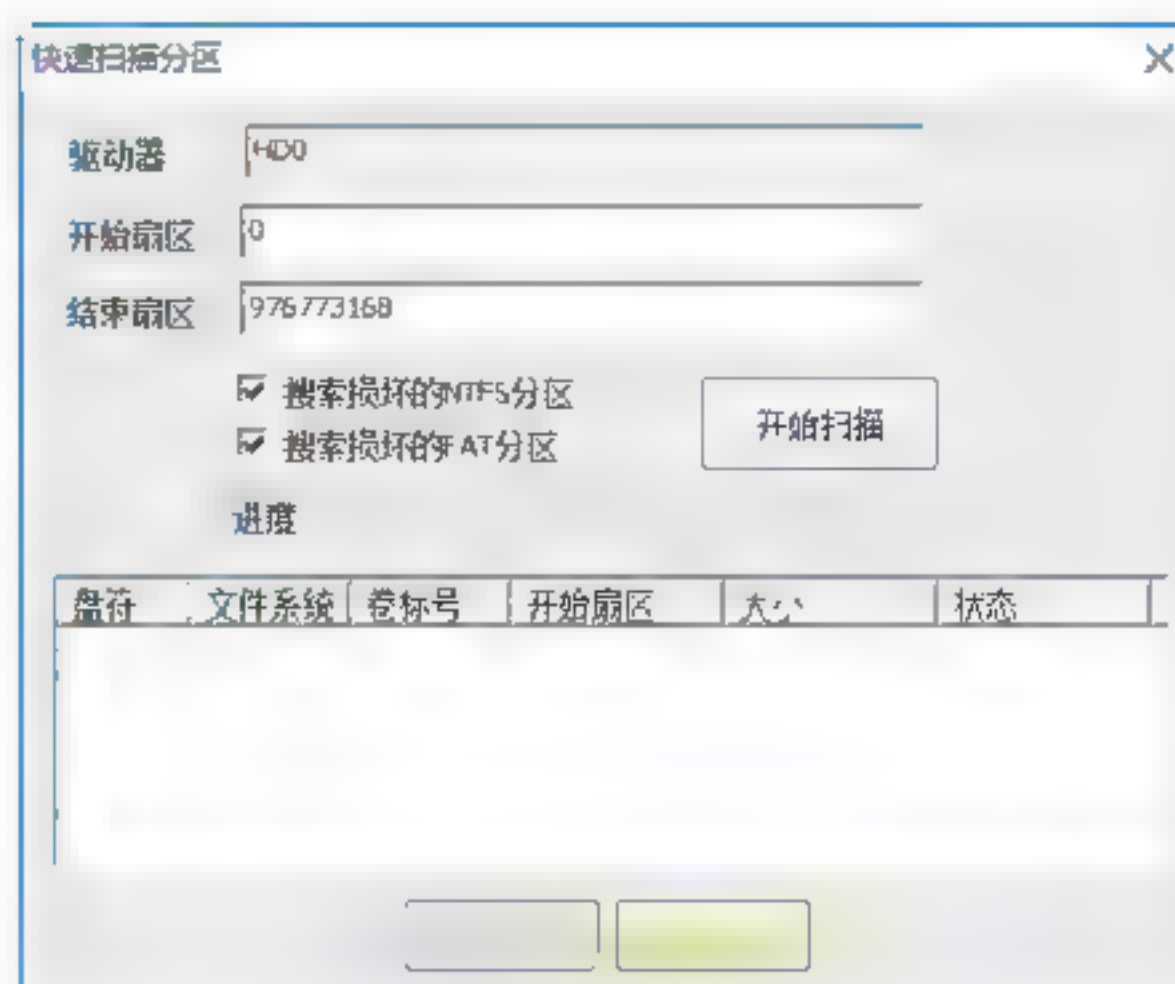 快速扫描分区
驱动器 HD0
开始扇区 0
结束扇区 976773168
搜索损坏的NTFS分区
搜索损坏的FAT分区
开始扫描
进度
盘符 文件系统 卷标号 开始扇区 大小 状态